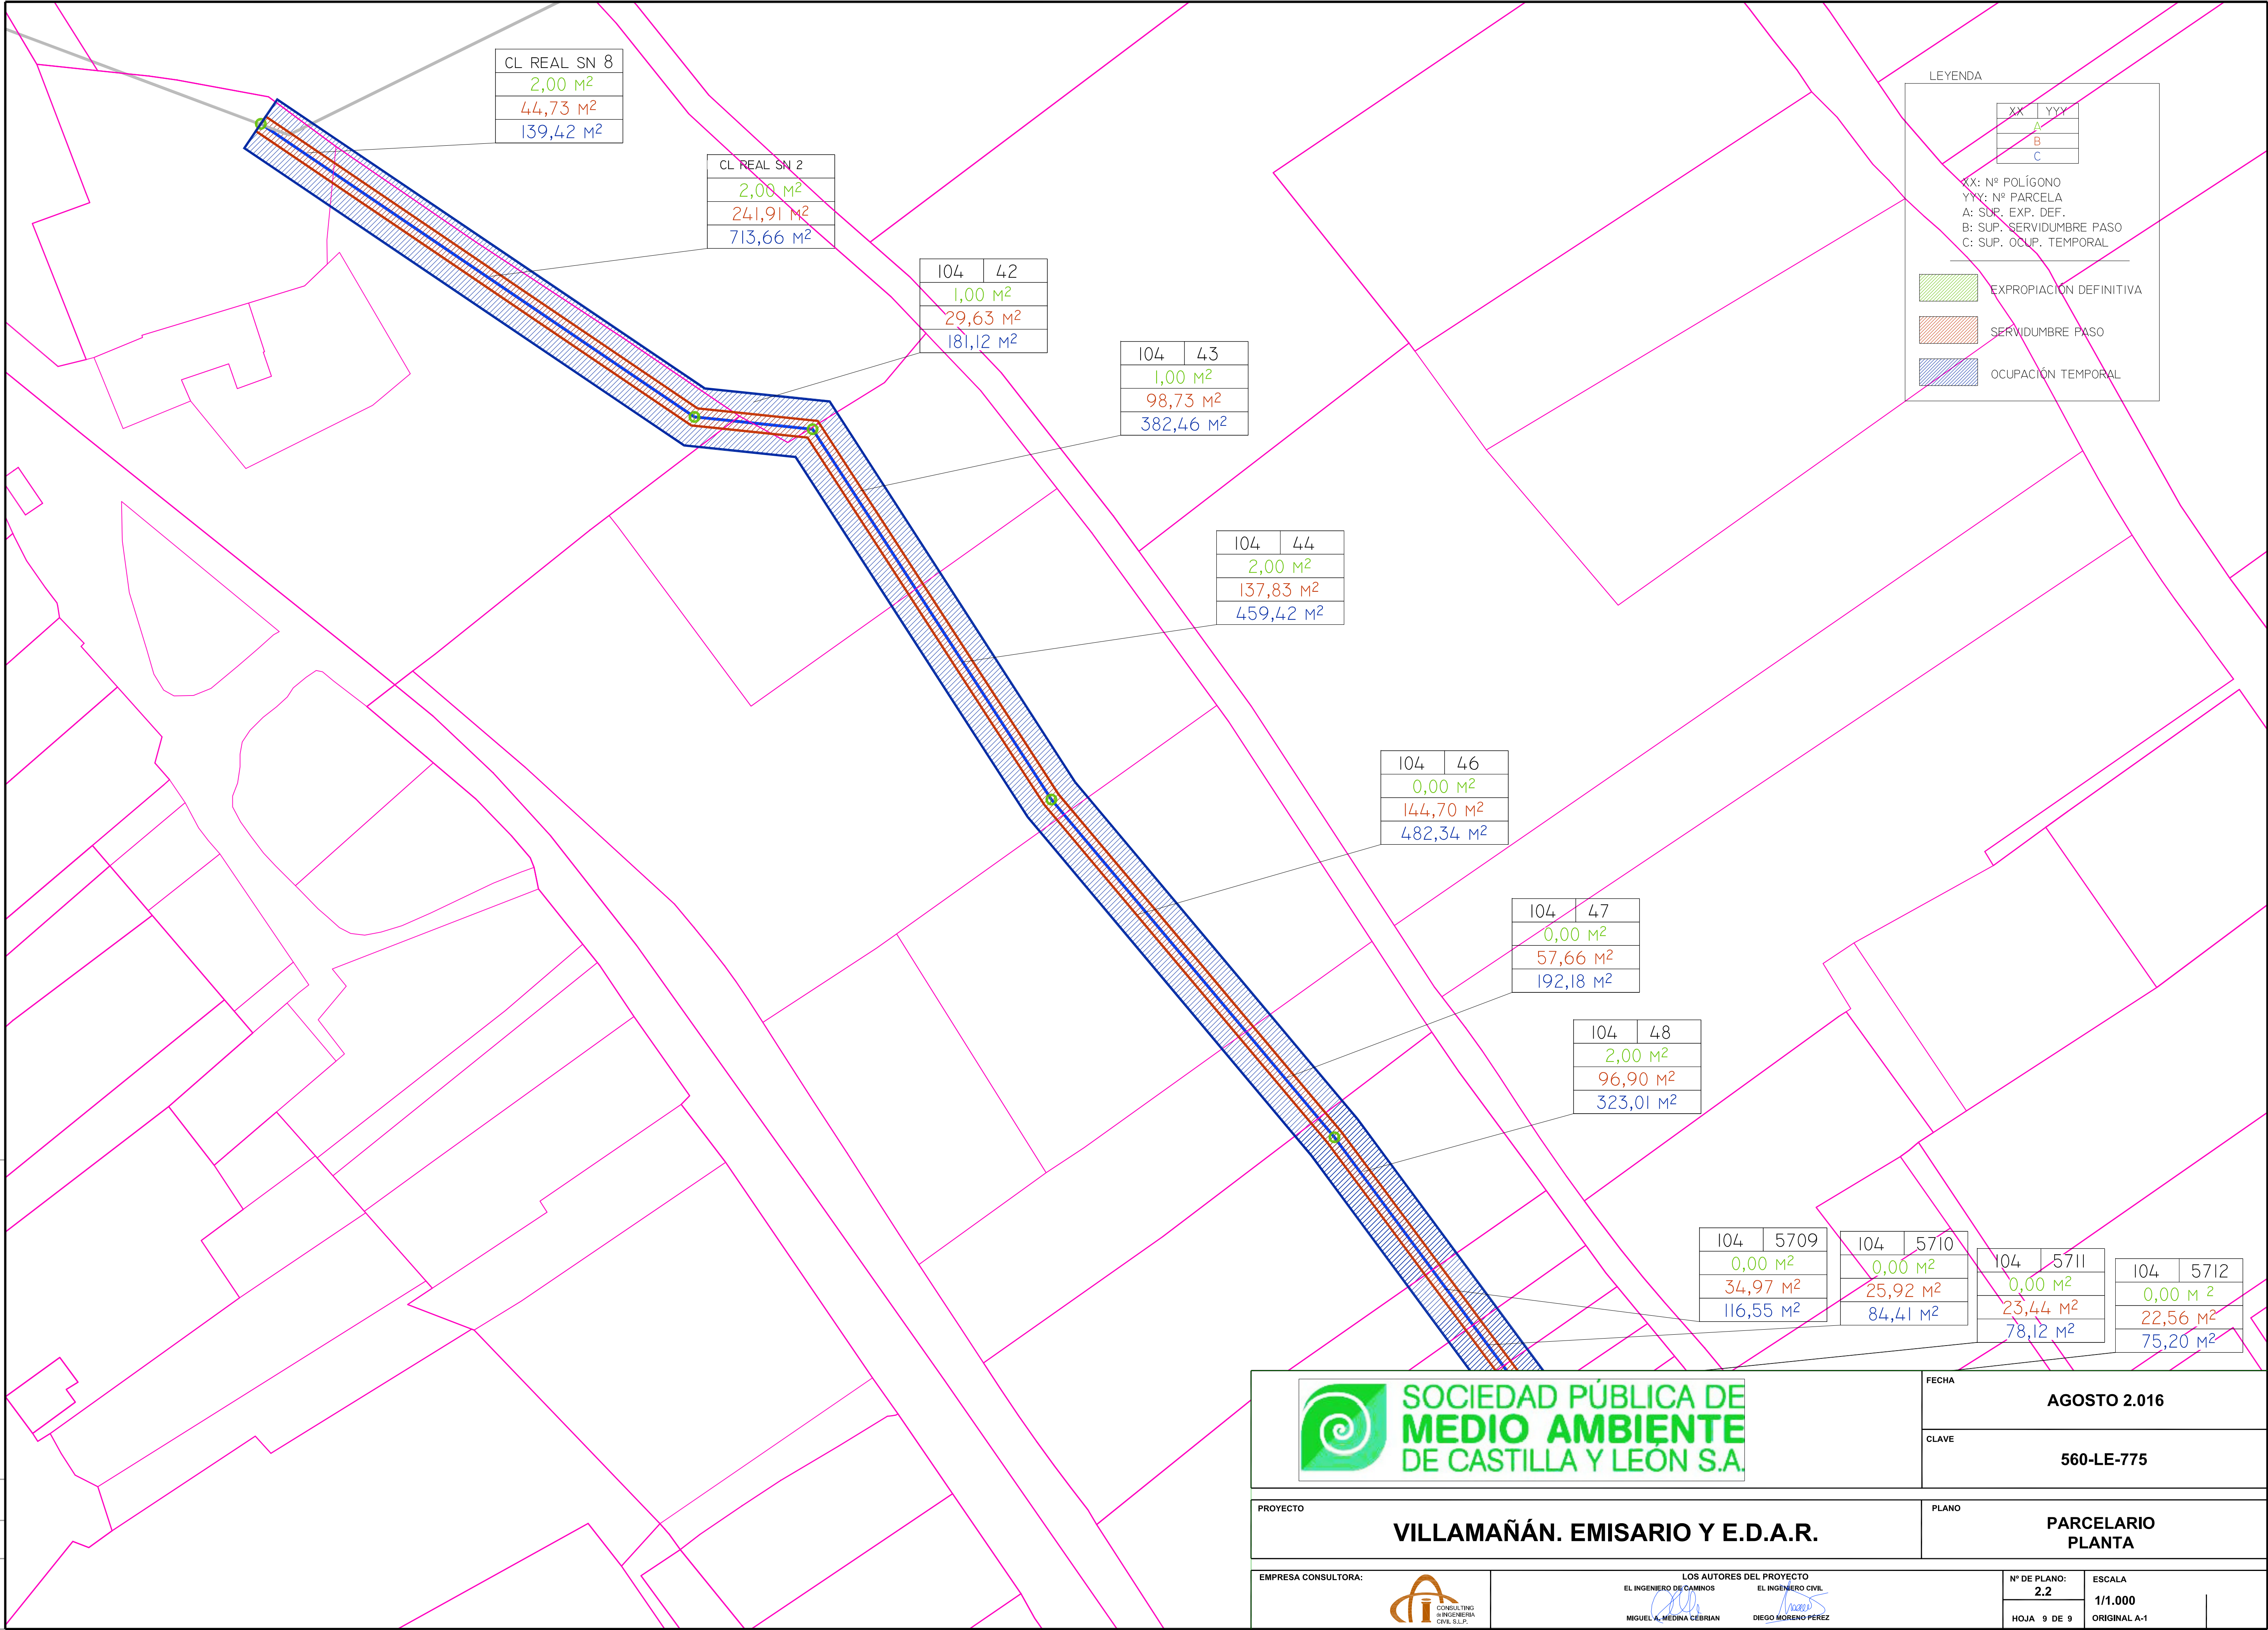 CL REAL SN 8
2,00 M²
44,73 M²
139,42 M²
CL REAL SN 2
2,00 M²
241,91 M²
713,66 M²
104 42
1,00 M²
29,63 M²
181,12 M²
104 43
1,00 M²
98,73 M²
382,46 M²
104 44
2,00 M²
137,83 M²
459,42 M²
104 46
0,00 M²
144,70 M²
482,34 M²
104 47
0,00 M²
57,66 M²
192,18 M²
104 48
2,00 M²
96,90 M²
323,01 M²
104 5709
0,00 M²
34,97 M²
116,55 M²
104 5710
0,00 M²
25,92 M²
84,41 M²
104 5711
0,00 M²
23,44 M²
78,12 M²
104 5712
0,00 M ²
22,56 M²
75,20 M²
LEYENDA
XX YYY
A
B
C
XX: Nº POLÍGONO
YYY: Nº PARCELA
A: SUP. EXP. DEF.
B: SUP. SERVIDUMBRE PASO
C: SUP. OCUP. TEMPORAL
EXPROPIACIÓN DEFINITIVA
SERVIDUMBRE PASO
OCUPACIÓN TEMPORAL
SOCIEDAD PÚBLICA DE
MEDIO AMBIENTE
DE CASTILLA Y LEÓN S.A.
FECHA
AGOSTO 2.016
CLAVE
560-LE-775
PROYECTO
VILLAMAÑÁN. EMISARIO Y E.D.A.R.
PLANO
PARCELARIO
PLANTA
EMPRESA CONSULTORA:
CONSULTING
de INGENIERIA
CIVIL S.L.P.
LOS AUTORES DEL PROYECTO
EL INGENIERO DE CAMINOS
MIGUEL A. MEDINA CEBRIAN
EL INGENIERO CIVIL
DIEGO MORENO PÉREZ
Nº DE PLANO:
2.2
HOJA 9 DE 9
ESCALA
1/1.000
ORIGINAL A-1